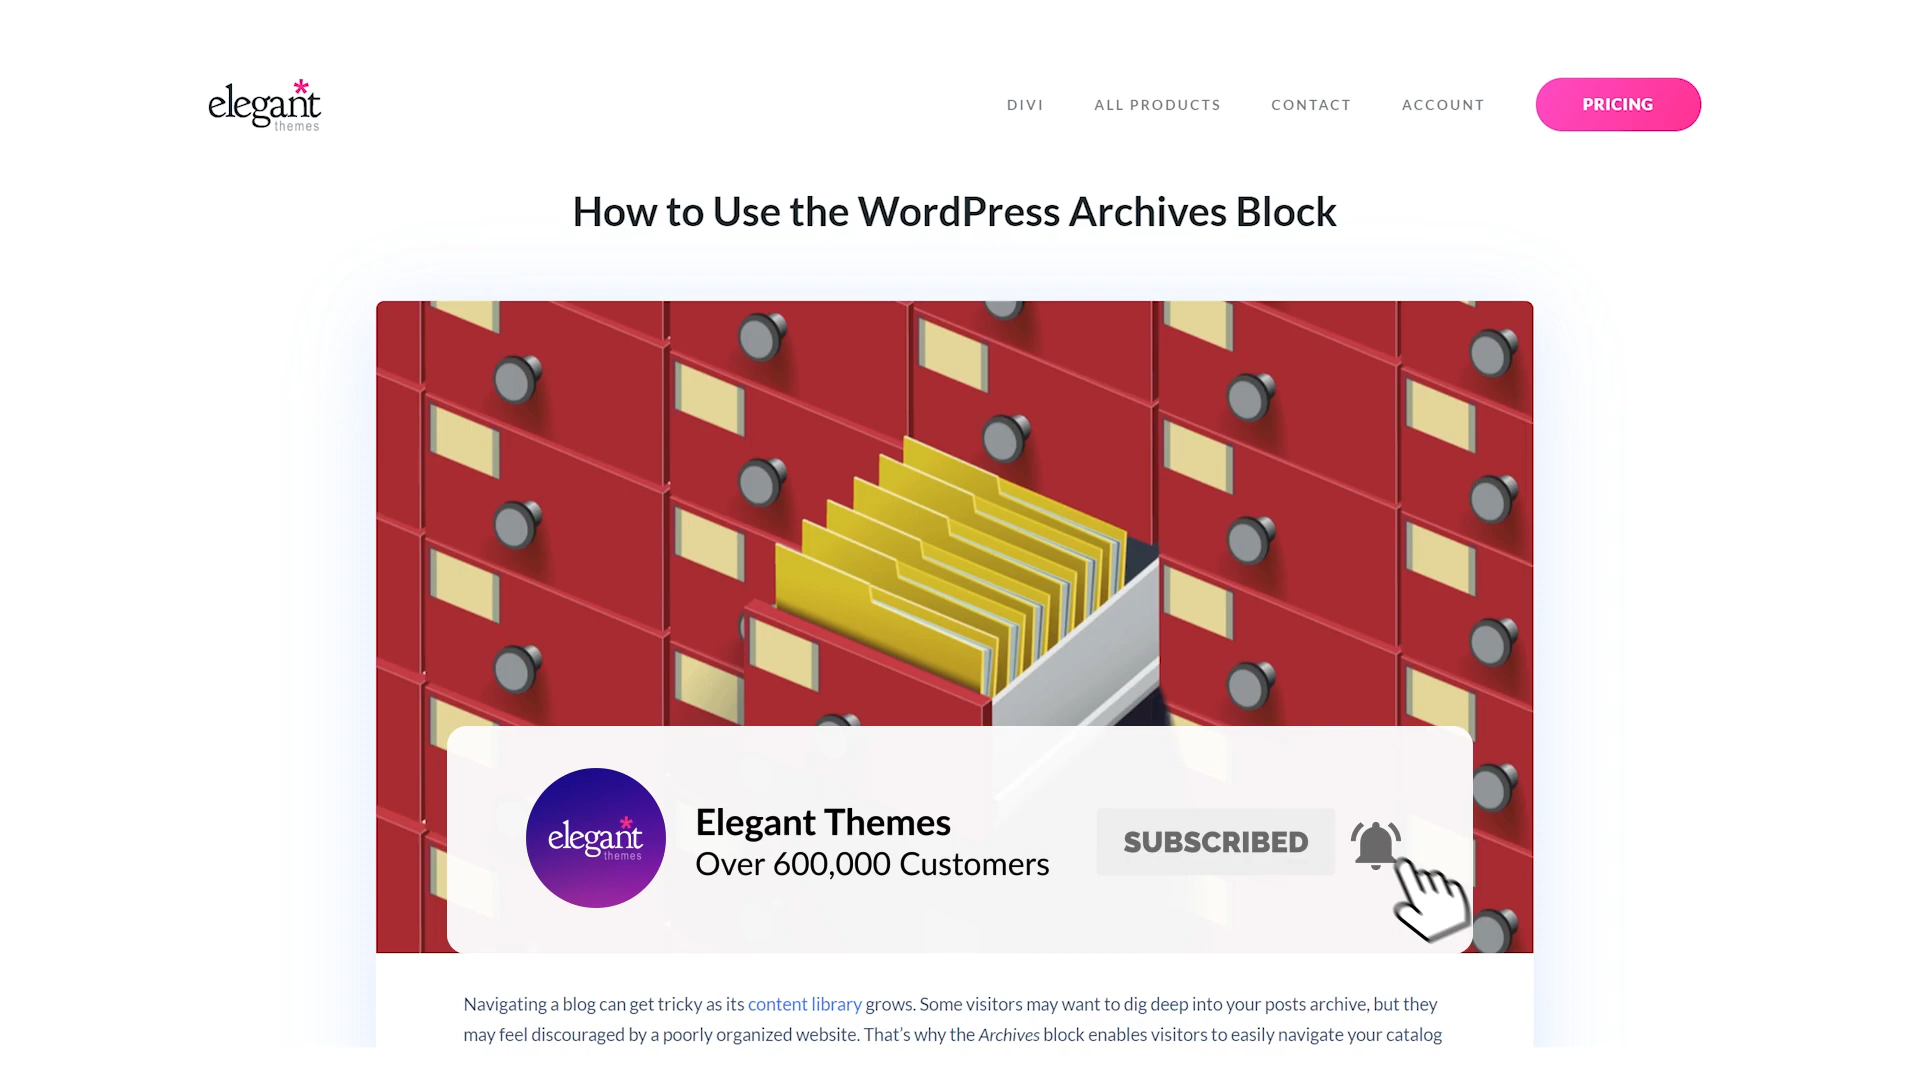 elegant themes
DIVI
ALL PRODUCTS
CONTACT
ACCOUNT
PRICING
How to Use the WordPress Archives Block
elegant themes
Elegant Themes
Over 600,000 Customers
SUBSCRIBED
Navigating a blog can get tricky as its content library grows. Some visitors may want to dig deep into your posts archive, but they
may feel discouraged by a poorly organized website. That’s why the Archives block enables visitors to easily navigate your catalog